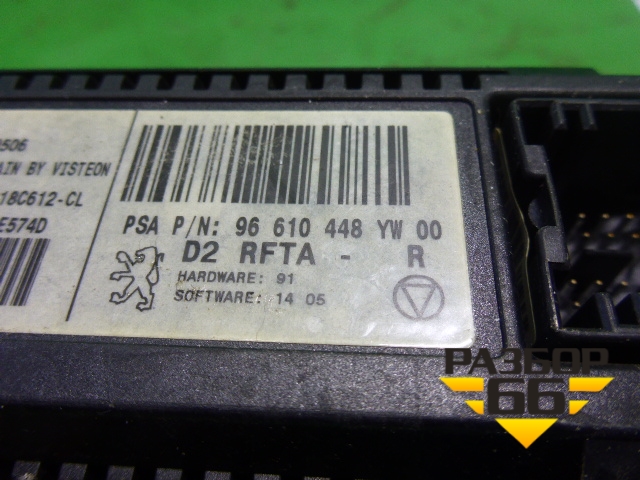 506
AIN BY VISTEON
18C612-CL
E574D
PSA P/N: 96 610 448 YW 00
D2 RFTA - R
HARDWARE: 91
SOFTWARE: 14 05
РАЗБОР
66